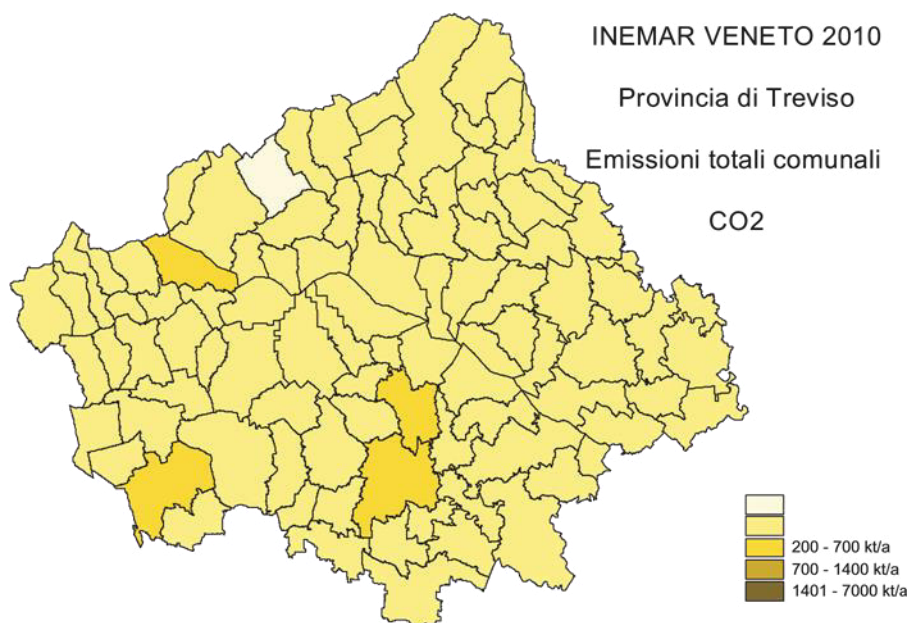 INEMAR VENETO 2010
Provincia di Treviso
Emissioni totali comunali
CO2
200 - 700 kt/a
700 - 1400 kt/a
1401 - 7000 kt/a